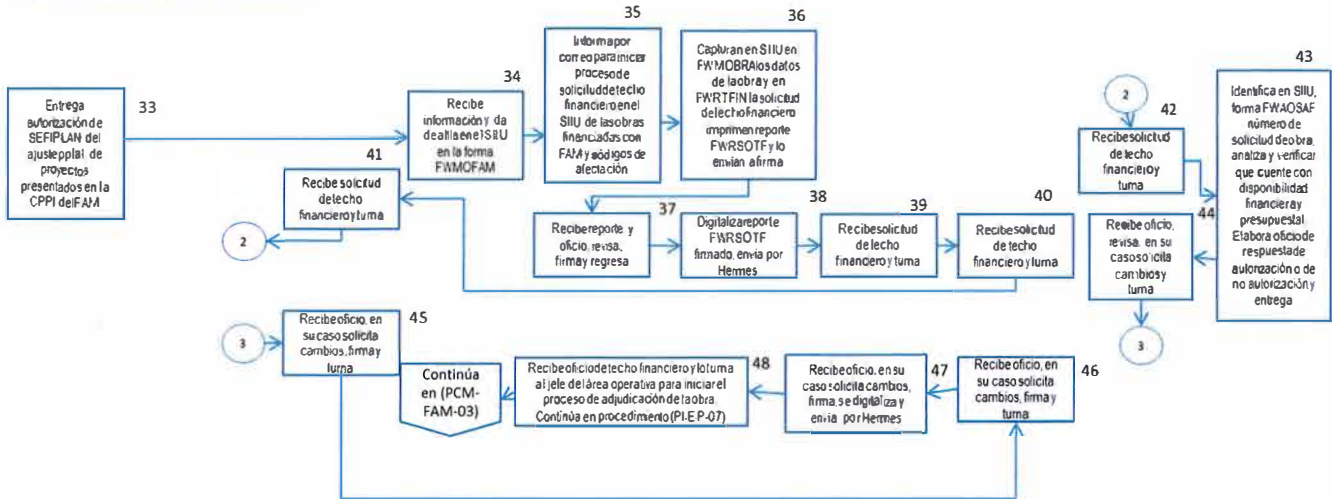 33
Entrega
autorización de
SEFIPLAN del
ajuste ppial. de
proyectos
presentados en la
CPPI del FAM
34
Recibe
información y da
de alta en el SIIU
en la forma
FWMOFAM
35
Informa por
correo para iniciar
proceso de
solicitud de techo
financiero en el
SIIU de las obras
financiadas con
FAM y códigos de
afectación
36
Capturan en SIIU en
FWMOBRA los datos
de la obra y en
FWRTFIN la solicitud
de techo financiero
imprimen reporte
FWRSOTF y lo
envían a firma
37
Recibe reporte y
oficio, revisa,
firma y regresa
38
Digitaliza reporte
FWRSOTF
firmado, envía por
Hermes
39
Recibe solicitud
de techo
financiero y turna
40
Recibe solicitud
de techo
financiero y turna
41
Recibe solicitud
de techo
financiero y turna
2
2
42
Recibe solicitud
de techo
financiero y turna
43
Identifica en SIIU,
forma FWAOSAF
número de
solicitud de obra,
analiza y verificar
que cuente con
disponibilidad
financiera y
presupuestal
Elabora oficio de
respuesta de
autorización o de
no autorización y
entrega
44
Recibe oficio,
revisa, en su
caso solicita
cambios y
turna
3
3
45
Recibe oficio, en
su caso solicita
cambios, firma y
turna
46
Recibe oficio, en
su caso solicita
cambios, firma y
turna
47
Recibe oficio, en su
caso solicita cambios,
firma, se digitaliza y
envía por Hermes
48
Recibe oficio de techo financiero y lo turna
al jefe del área operativa para iniciar el
proceso de adjudicación de la obra.
Continúa en procedimiento (PI-E-P-07)
Continúa
en (PCM-
FAM-03)